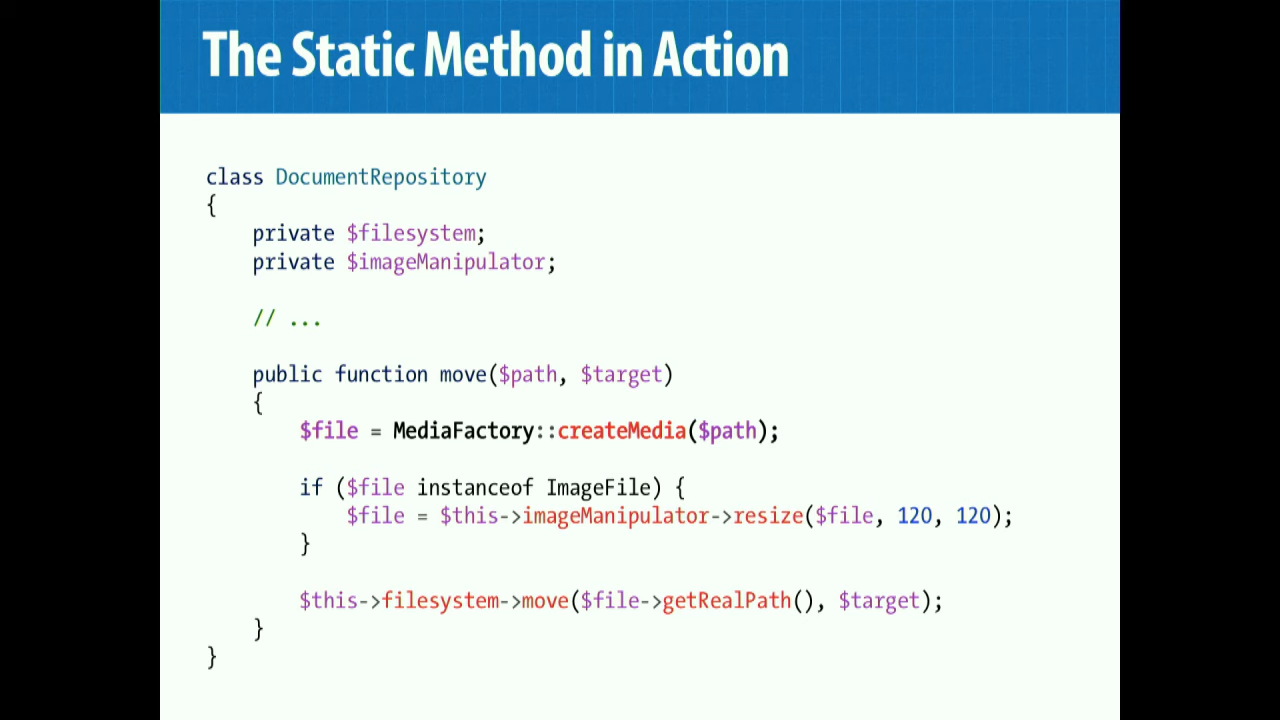 The Static Method in Action
class DocumentRepository
{
    private $filesystem;
    private $imageManipulator;
    // ...
    public function move($path, $target)
    {
        $file = MediaFactory::createMedia($path);
        if ($file instanceof ImageFile) {
            $file = $this->imageManipulator->resize($file, 120, 120);
        }
        $this->filesystem->move($file->getRealPath(), $target);
    }
}